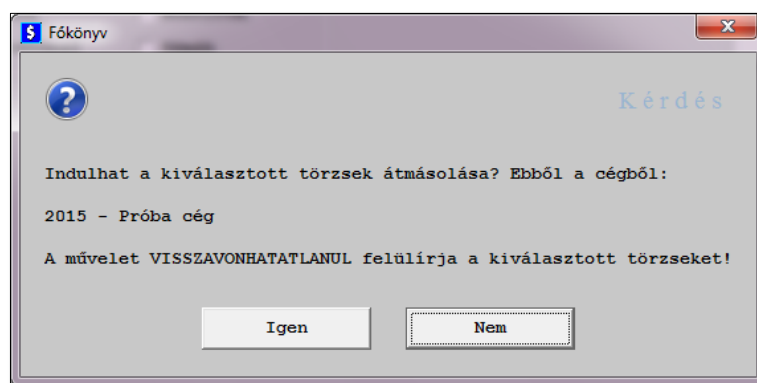 Főkönyv
Kérdés
Indulhat a kiválasztott törzsek átmásolása? Ebből a cégből:
2015 - Próba cég
A művelet VISSZAVONHATATLANUL felülírja a kiválasztott törzseket!
Igen
Nem